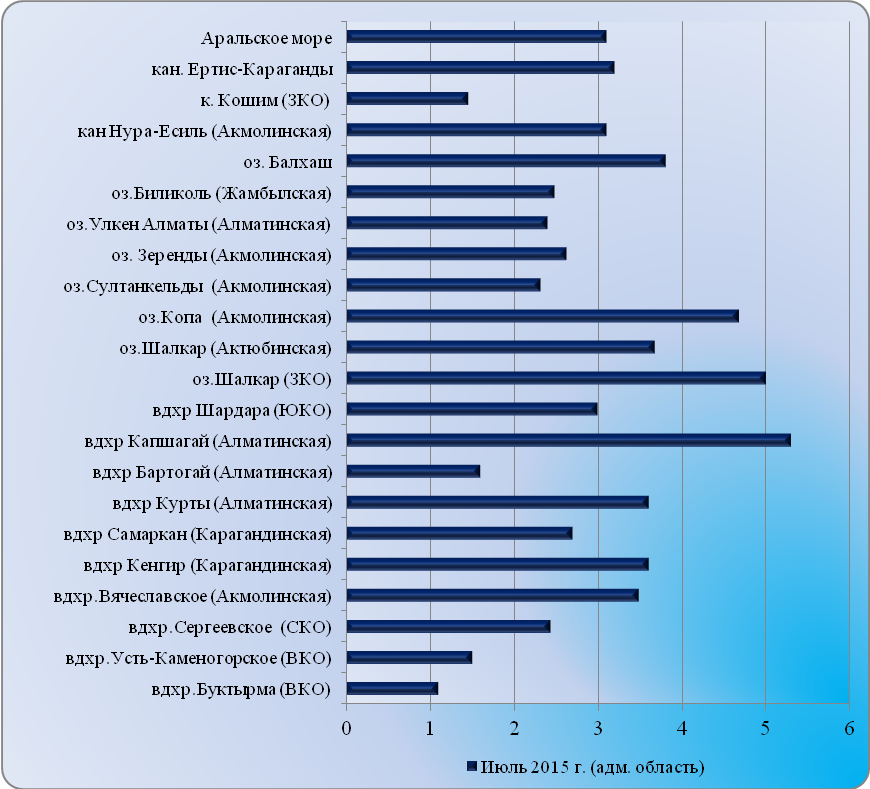 Аральское море
кан. Ертис-Караганды
к. Кошим (ЗКО)
кан Нура-Есиль (Акмолинская)
оз. Балхаш
оз.Биликоль (Жамбылская)
оз.Улкен Алматы (Алматинская)
оз. Зеренды (Акмолинская)
оз.Султанкельды (Акмолинская)
оз.Копа (Акмолинская)
оз.Шалкар (Актюбинская)
оз.Шалкар (ЗКО)
вдхр Шардара (ЮКО)
вдхр Капшагай (Алматинская)
вдхр Бартогай (Алматинская)
вдхр Курты (Алматинская)
вдхр Самаркан (Карагандинская)
вдхр Кенгир (Карагандинская)
вдхр.Вячеславское (Акмолинская)
вдхр.Сергеевское (СКО)
вдхр.Усть-Каменогорское (ВКО)
вдхр.Буктырма (ВКО)
0 1 2 3 4 5 6
Июль 2015 г. (адм. область)